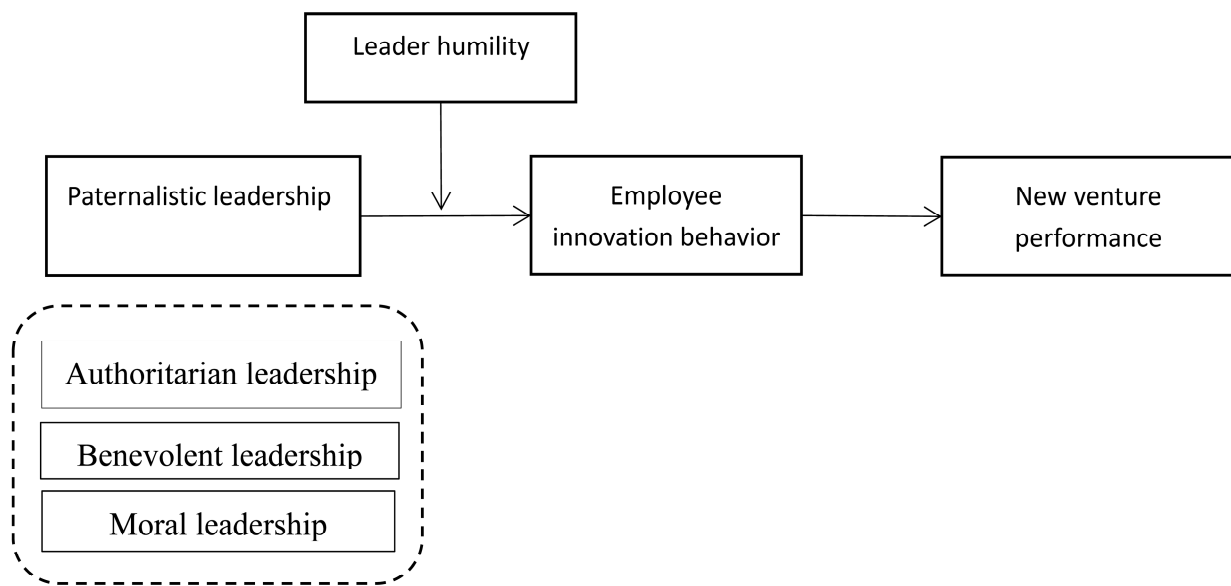 Leader humility
Paternalistic leadership
Employee
innovation behavior
New venture
performance
Authoritarian leadership
Benevolent leadership
Moral leadership